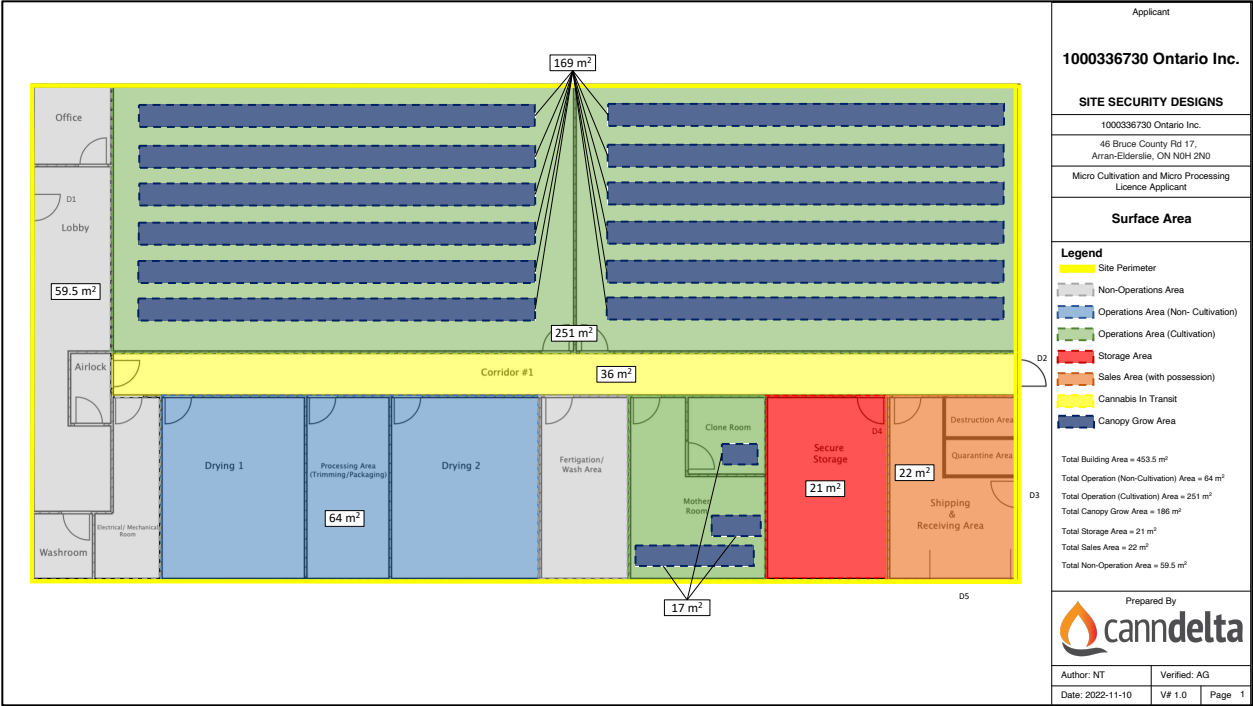 169 m²
Office
D1
Lobby
59.5 m²
251 m²
Airlock
Corridor #1
36 m²
D2
Drying 1
Processing Area
(Trimming/Packaging)
Drying 2
64 m²
Fertigation/
Wash Area
Clone Room
Mother
Room
Secure
Storage
D4
21 m²
22 m²
Destruction Area
Quarantine Area
D3
Shipping
&
Receiving Area
Electrical/ Mechanical
Room
Washroom
17 m²
D5
Applicant
1000336730 Ontario Inc.
SITE SECURITY DESIGNS
1000336730 Ontario Inc.
46 Bruce County Rd 17,
Arran-Elderslie, ON N0H 2N0
Micro Cultivation and Micro Processing
Licence Applicant
Surface Area
Legend
Site Perimeter
Non-Operations Area
Operations Area (Non- Cultivation)
Operations Area (Cultivation)
Storage Area
Sales Area (with possession)
Cannabis In Transit
Canopy Grow Area
Total Building Area = 453.5 m²
Total Operation (Non-Cultivation) Area = 64 m²
Total Operation (Cultivation) Area = 251 m²
Total Canopy Grow Area = 186 m²
Total Storage Area = 21 m²
Total Sales Area = 22 m²
Total Non-Operation Area = 59.5 m²
Prepared By
canndelta
Author: NT
Verified: AG
Date: 2022-11-10
V# 1.0
Page 1